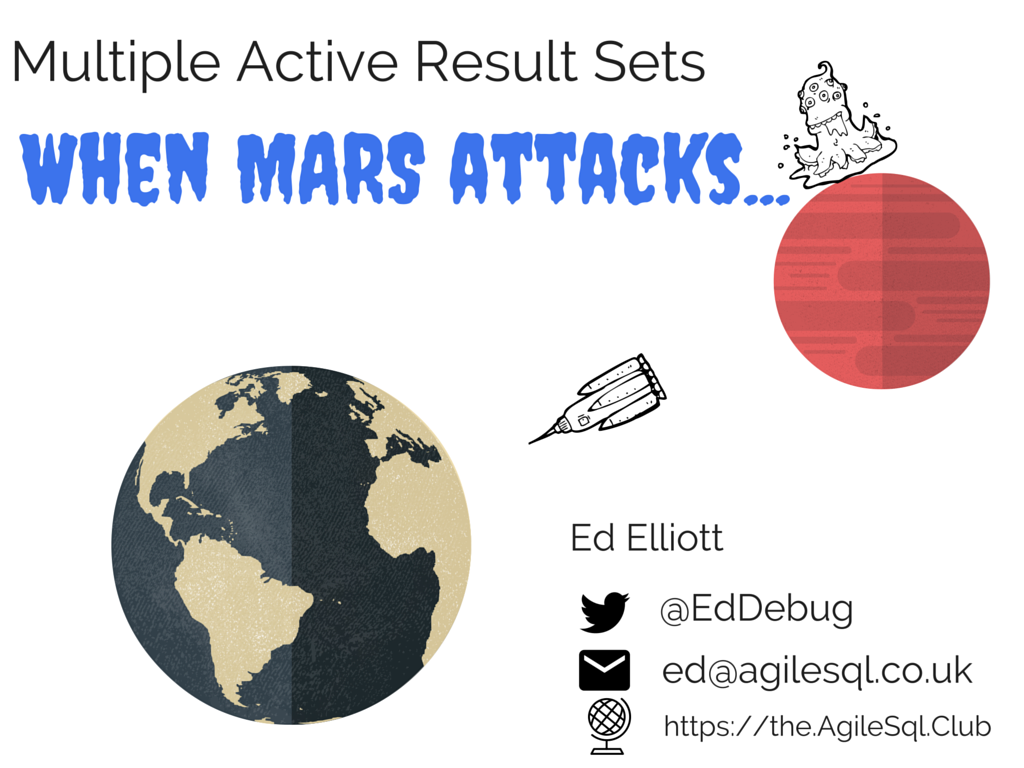 Multiple Active Result Sets
WHEN MARS ATTACKS...
Ed Elliott
@EdDebug
ed@agilesql.co.uk
https://the.AgileSql.Club